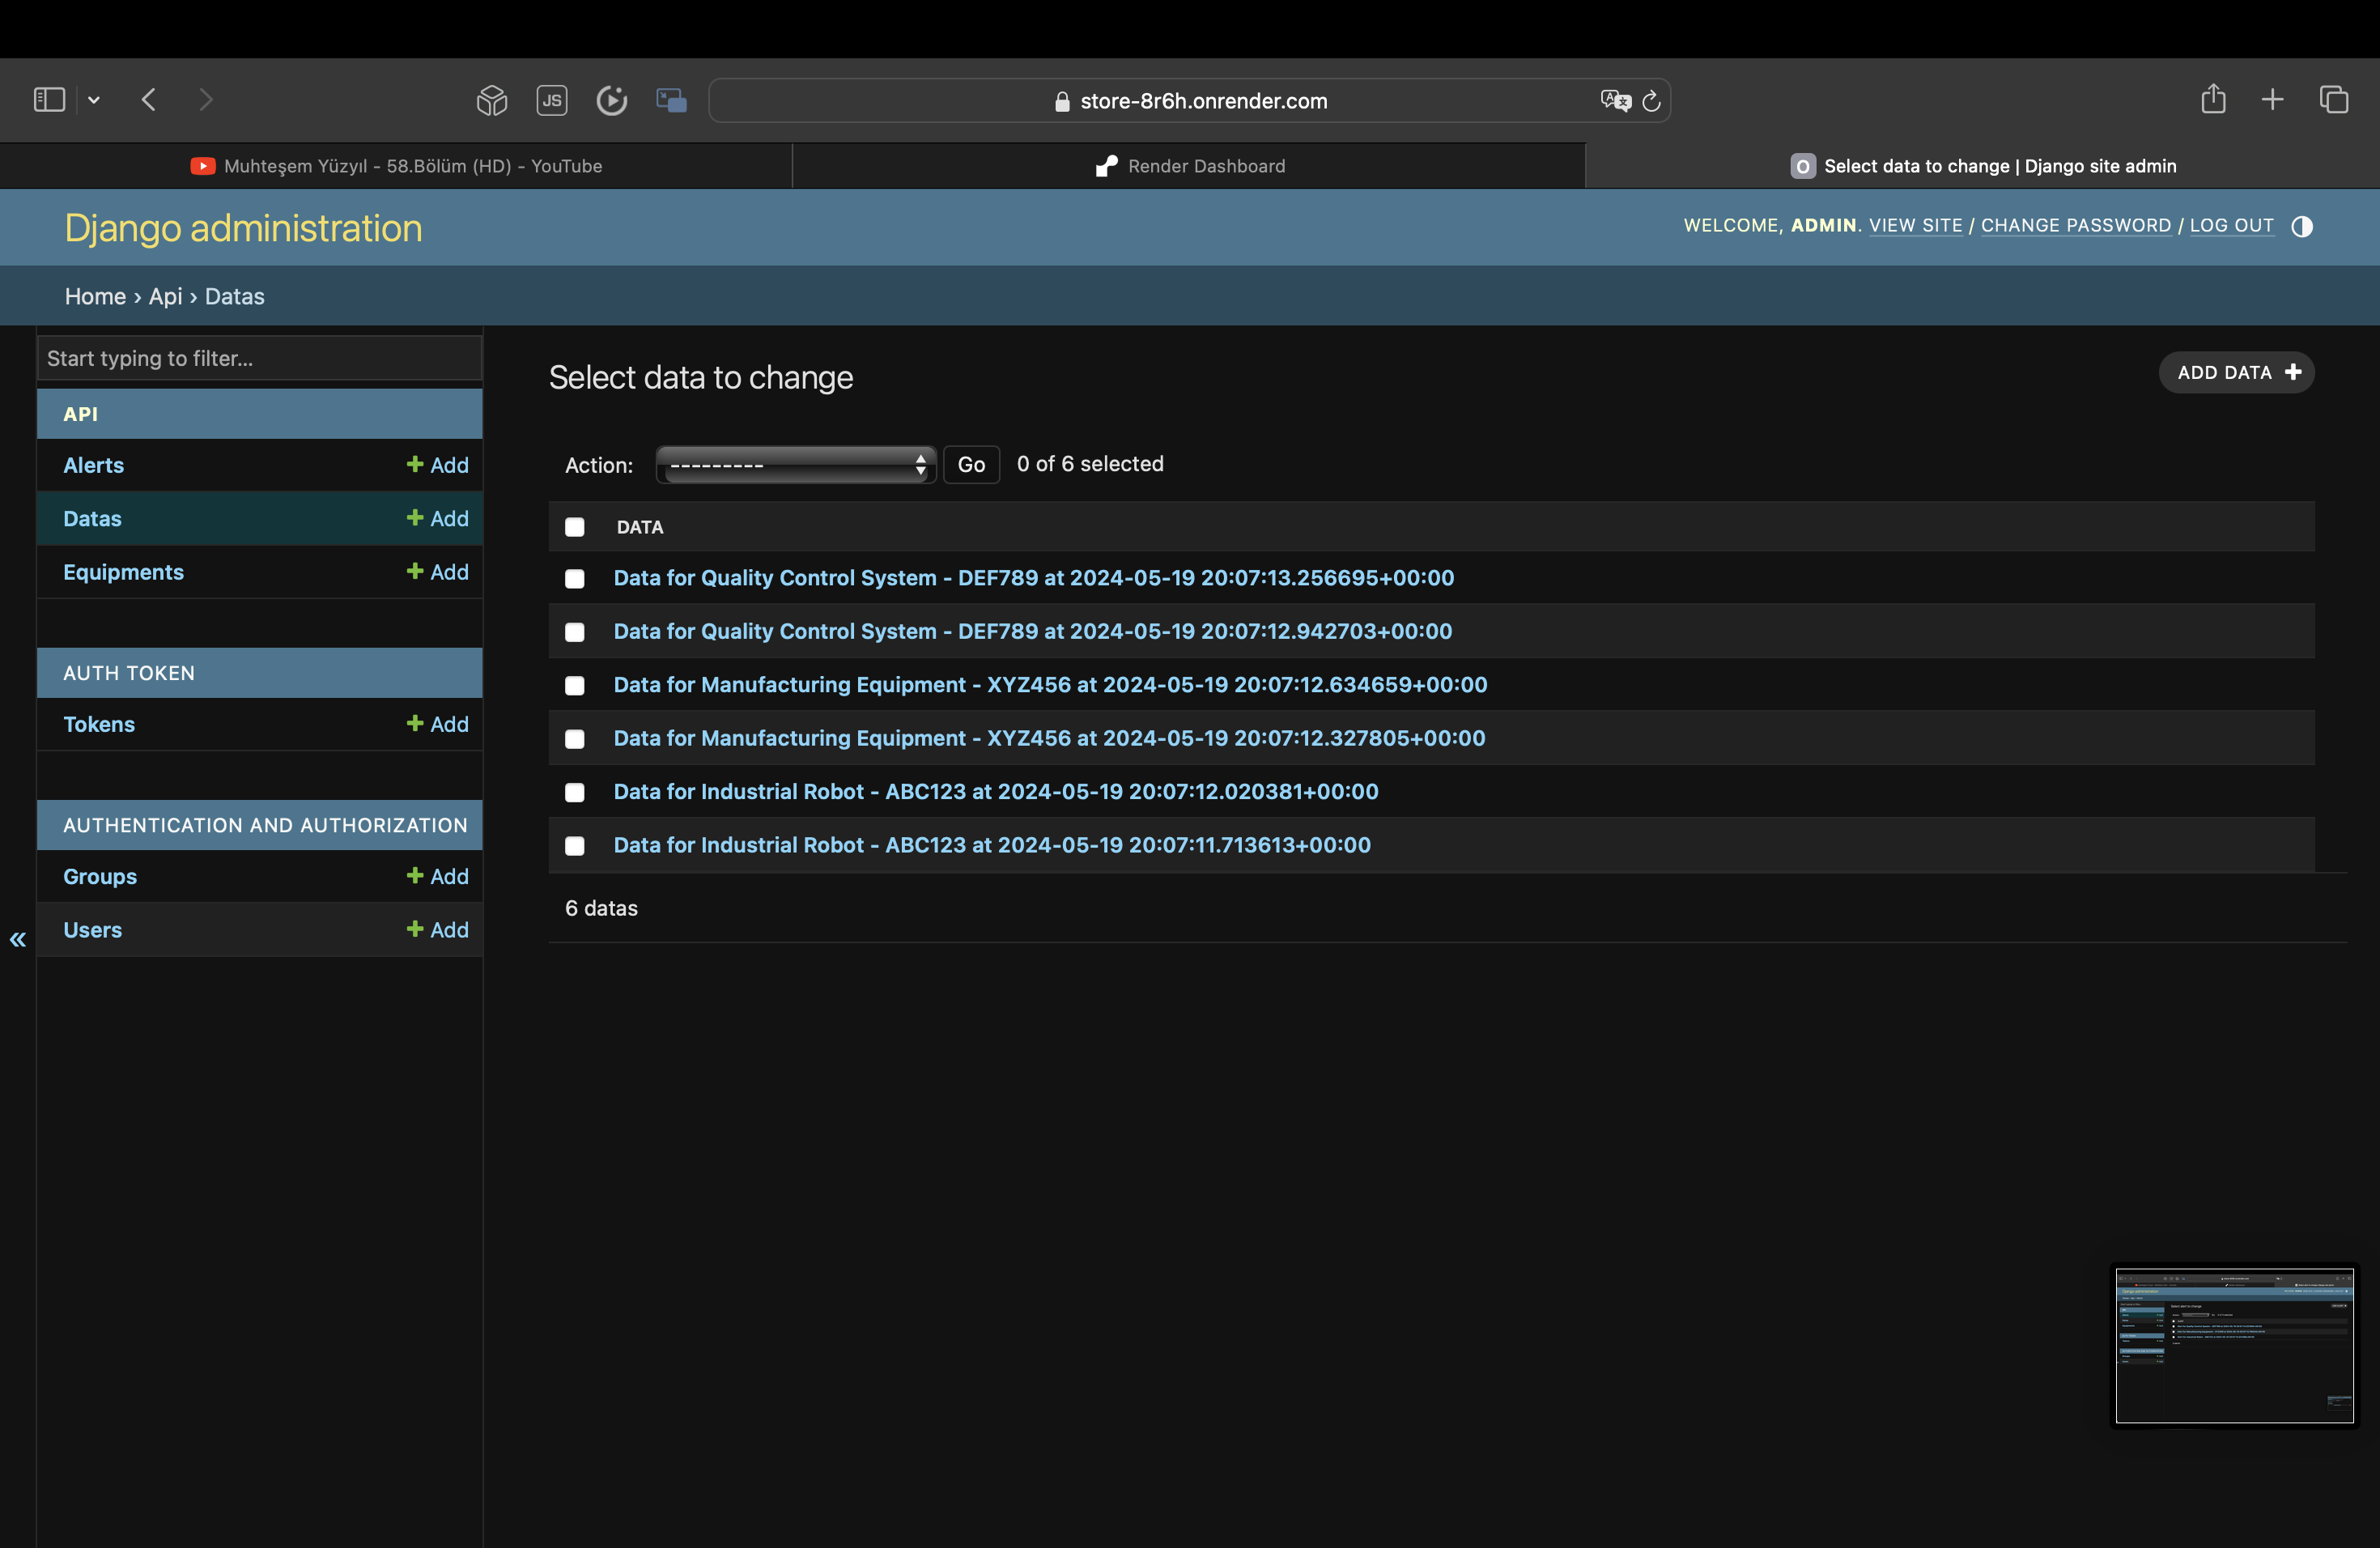 JS
store-8r6h.onrender.com
Muhteşem Yüzyıl - 58.Bölüm (HD) - YouTube
Render Dashboard
O Select data to change | Django site admin
Django administration
WELCOME, ADMIN. VIEW SITE / CHANGE PASSWORD / LOG OUT
Home › Api › Datas
Start typing to filter...
API
Alerts + Add
Datas + Add
Equipments + Add
AUTH TOKEN
Tokens + Add
AUTHENTICATION AND AUTHORIZATION
Groups + Add
Users + Add
«
Select data to change
ADD DATA +
Action: --------- Go 0 of 6 selected
DATA
Data for Quality Control System - DEF789 at 2024-05-19 20:07:13.256695+00:00
Data for Quality Control System - DEF789 at 2024-05-19 20:07:12.942703+00:00
Data for Manufacturing Equipment - XYZ456 at 2024-05-19 20:07:12.634659+00:00
Data for Manufacturing Equipment - XYZ456 at 2024-05-19 20:07:12.327805+00:00
Data for Industrial Robot - ABC123 at 2024-05-19 20:07:12.020381+00:00
Data for Industrial Robot - ABC123 at 2024-05-19 20:07:11.713613+00:00
6 datas